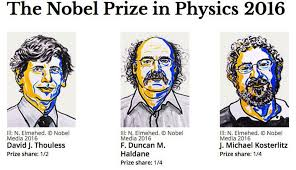 The Nobel Prize in Physics 2016
Ill: N. Elmehed. © Nobel
Media 2016
David J. Thouless
Prize share: 1/2
Ill: N. Elmehed. © Nobel
Media 2016
F. Duncan M.
Haldane
Prize share: 1/4
Ill: N. Elmehed. © Nobel
Media 2016
J. Michael Kosterlitz
Prize share: 1/4